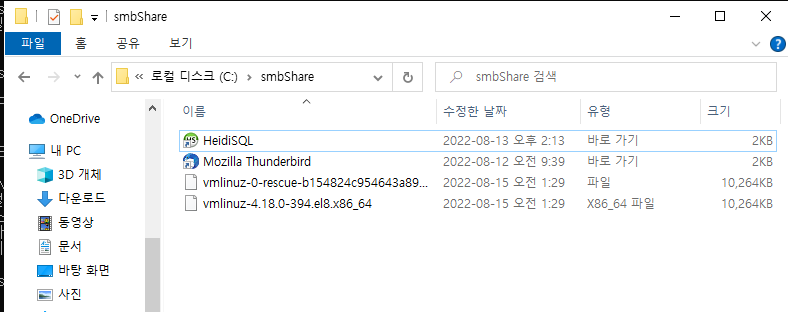 smbShare
파일 홈 공유 보기
« 로컬 디스크 (C:) > smbShare
smbShare 검색
이름 수정한 날짜 유형 크기
HeidiSQL 2022-08-13 오후 2:13 바로 가기 2KB
Mozilla Thunderbird 2022-08-12 오전 9:39 바로 가기 2KB
vmlinuz-0-rescue-b154824c954643a89... 2022-08-15 오전 1:29 파일 10,264KB
vmlinuz-4.18.0-394.el8.x86_64 2022-08-15 오전 1:29 X86_64 파일 10,264KB
OneDrive
내 PC
3D 개체
다운로드
동영상
문서
바탕 화면
사진